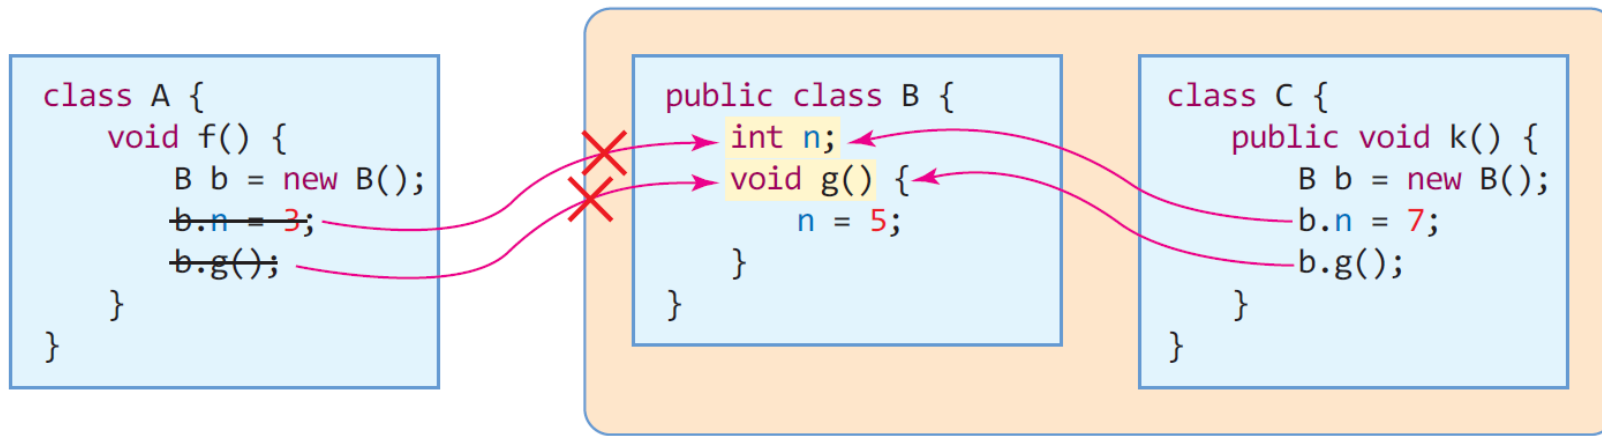 class A {
void f() {
B b = new B();
b.n = 3;
b.g();
}
}
public class B {
int n;
void g() {
n = 5;
}
}
class C {
public void k() {
B b = new B();
b.n = 7;
b.g();
}
}